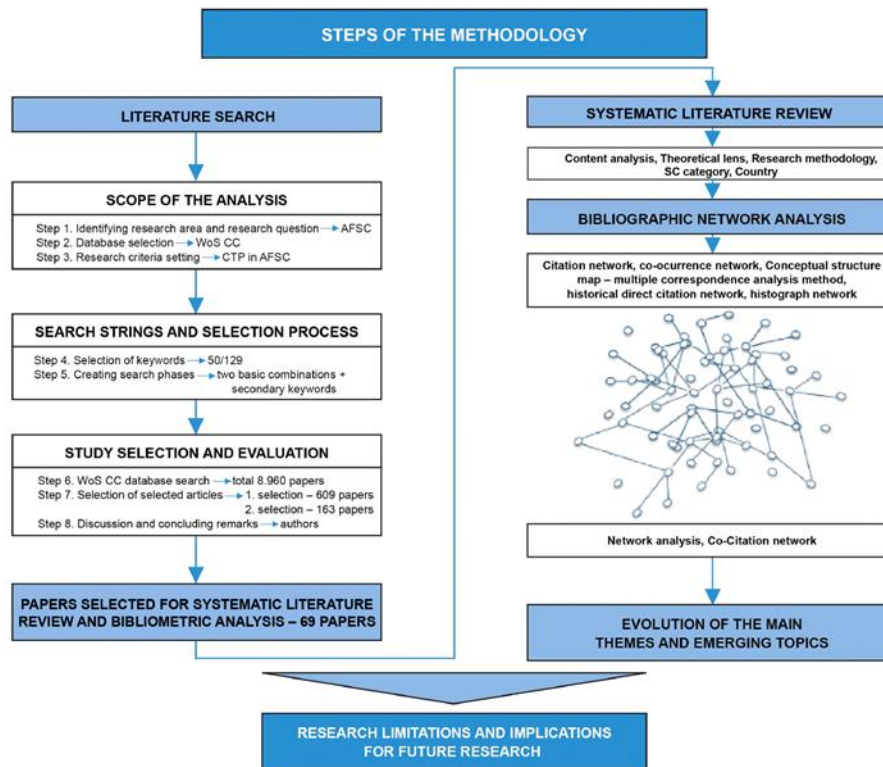 STEPS OF THE METHODOLOGY
LITERATURE SEARCH
SCOPE OF THE ANALYSIS
Step 1. Identifying research area and research question → AFSC
Step 2. Database selection → WoS CC
Step 3. Research criteria setting → CTP in AFSC
SEARCH STRINGS AND SELECTION PROCESS
Step 4. Selection of keywords → 50/129
Step 5. Creating search phases → two basic combinations +
secondary keywords
STUDY SELECTION AND EVALUATION
Step 6. WoS CC database search → total 8.960 papers
Step 7. Selection of selected articles → 1. selection – 609 papers
2. selection – 163 papers
Step 8. Discussion and concluding remarks → authors
PAPERS SELECTED FOR SYSTEMATIC LITERATURE
REVIEW AND BIBLIOMETRIC ANALYSIS – 69 PAPERS
SYSTEMATIC LITERATURE REVIEW
Content analysis, Theoretical lens, Research methodology,
SC category, Country
BIBLIOGRAPHIC NETWORK ANALYSIS
Citation network, co-ocurrence network, Conceptual structure
map – multiple correspondence analysis method,
historical direct citation network, histograph network
Network analysis, Co-Citation network
EVOLUTION OF THE MAIN
THEMES AND EMERGING TOPICS
RESEARCH LIMITATIONS AND IMPLICATIONS
FOR FUTURE RESEARCH